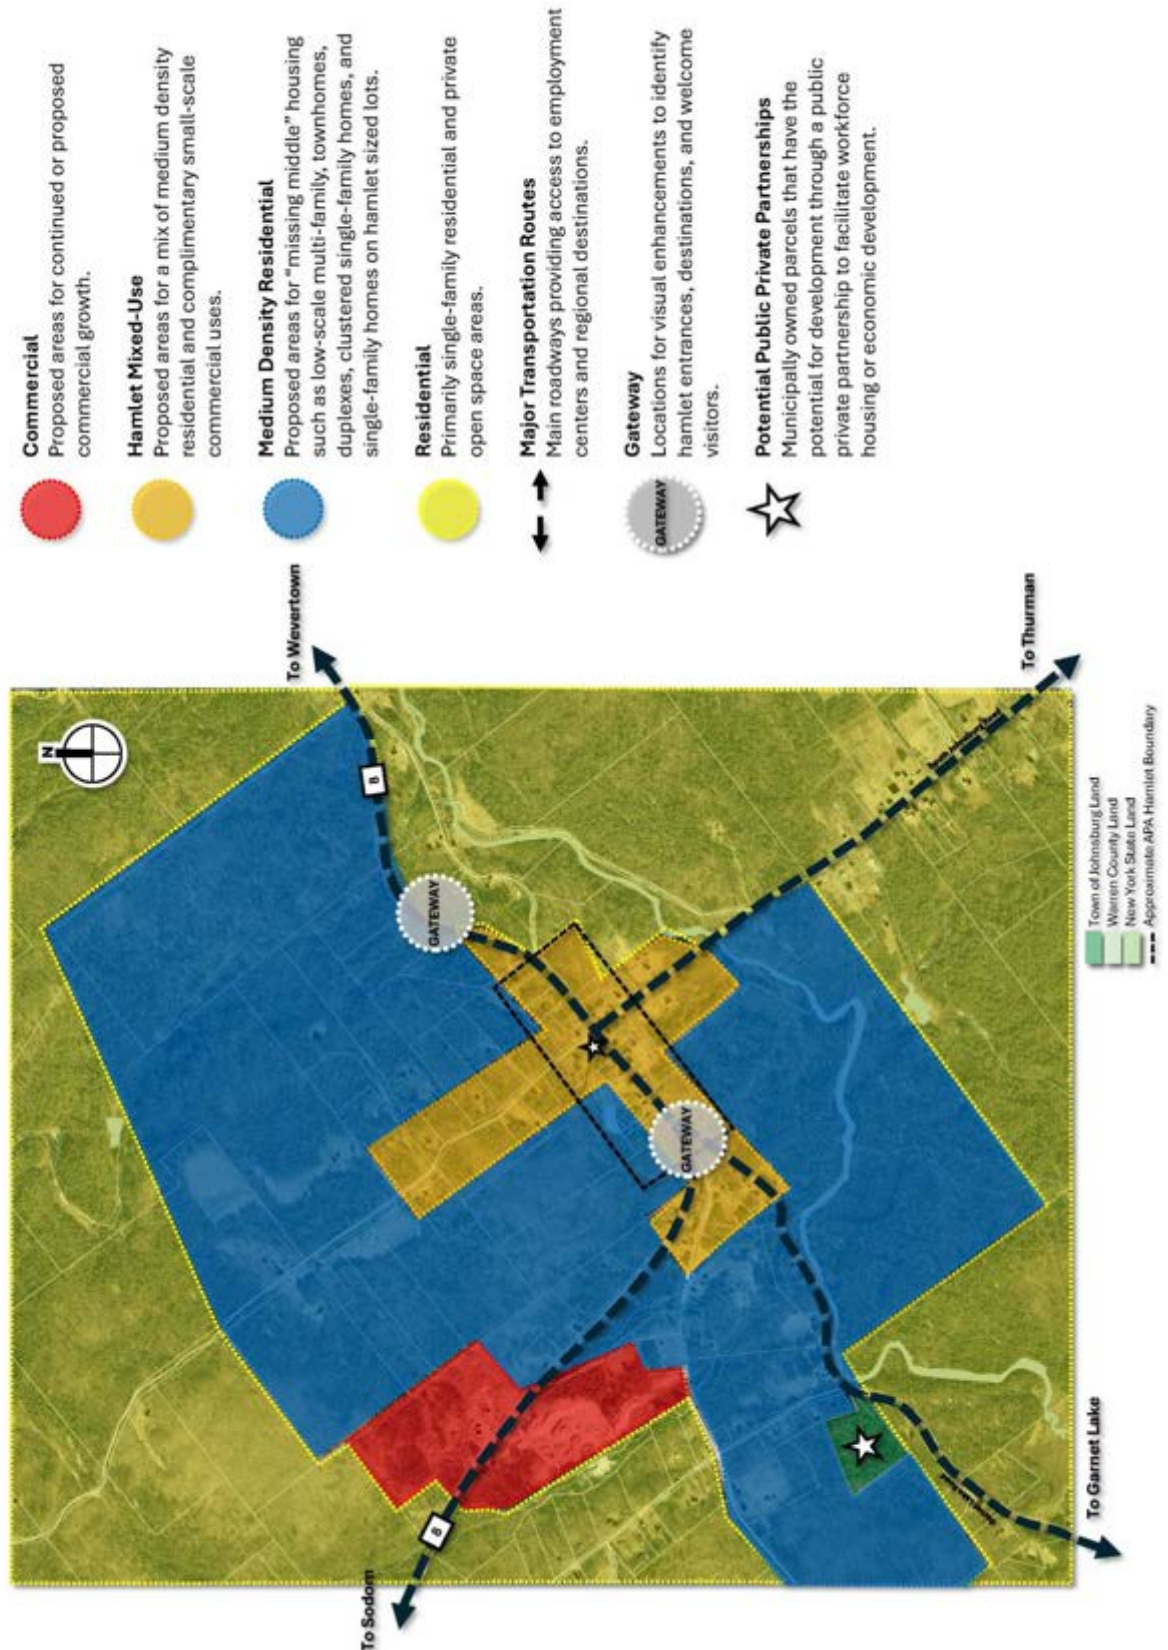 Commercial
Proposed areas for continued or proposed
commercial growth.
Hamlet Mixed-Use
Proposed areas for a mix of medium density
residential and complimentary small-scale
commercial uses.
Medium Density Residential
Proposed areas for “missing middle” housing
such as low-scale multi-family, townhomes,
duplexes, clustered single-family homes, and
single-family homes on hamlet sized lots.
Residential
Primarily single-family residential and private
open space areas.
Major Transportation Routes
Main roadways providing access to employment
centers and regional destinations.
GATEWAY
Gateway
Locations for visual enhancements to identify
hamlet entrances, destinations, and welcome
visitors.
Potential Public Private Partnerships
Municipally owned parcels that have the
potential for development through a public
private partnership to facilitate workforce
housing or economic development.
N
To Wevertown
8
GATEWAY
GATEWAY
8
To Sodom
To Thurman
To Garnet Lake
Town of Johnsburg Land
Warren County Land
New York State Land
Approximate APA Hamlet Boundary